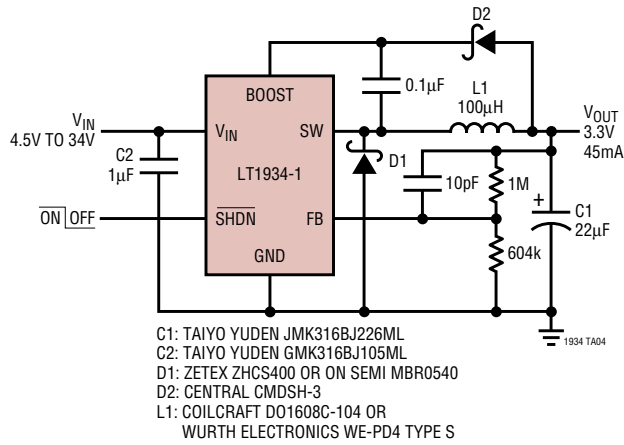 D2
BOOST
0.1µF
L1
100µH
VIN
4.5V TO 34V
VIN
SW
VOUT
3.3V
45mA
C2
1µF
LT1934-1
D1
10pF
1M
+
C1
22µF
ON OFF
SHDN
FB
604k
GND
1934 TA04
C1: TAIYO YUDEN JMK316BJ226ML
C2: TAIYO YUDEN GMK316BJ105ML
D1: ZETEX ZHCS400 OR ON SEMI MBR0540
D2: CENTRAL CMDSH-3
L1: COILCRAFT DO1608C-104 OR
WURTH ELECTRONICS WE-PD4 TYPE S